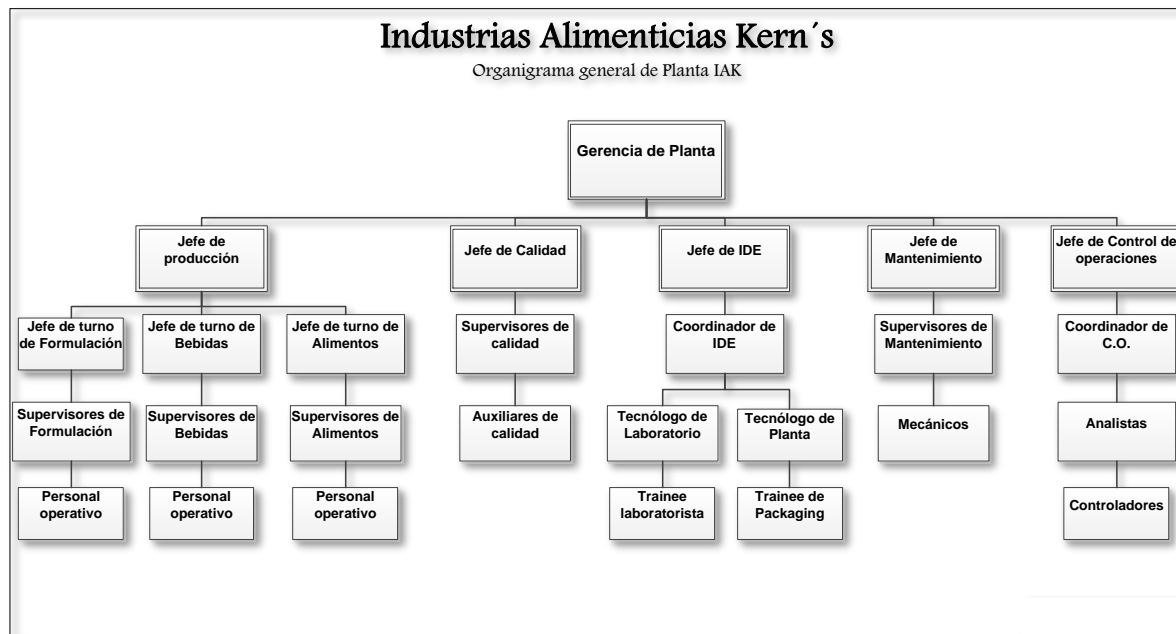 Industrias Alimenticias Kern´s
Organigrama general de Planta IAK
Gerencia de Planta
Jefe de
producción
Jefe de Calidad
Jefe de IDE
Jefe de
Mantenimiento
Jefe de Control de
operaciones
Jefe de turno
de Formulación
Jefe de turno de
Bebidas
Jefe de turno de
Alimentos
Supervisores de
calidad
Coordinador de
IDE
Supervisores de
Mantenimiento
Coordinador de
C.O.
Supervisores de
Formulación
Supervisores de
Bebidas
Supervisores de
Alimentos
Auxiliares de
calidad
Tecnólogo de
Laboratorio
Tecnólogo de
Planta
Mecánicos
Analistas
Personal
operativo
Personal
operativo
Personal
operativo
Trainee
laboratorista
Trainee de
Packaging
Controladores